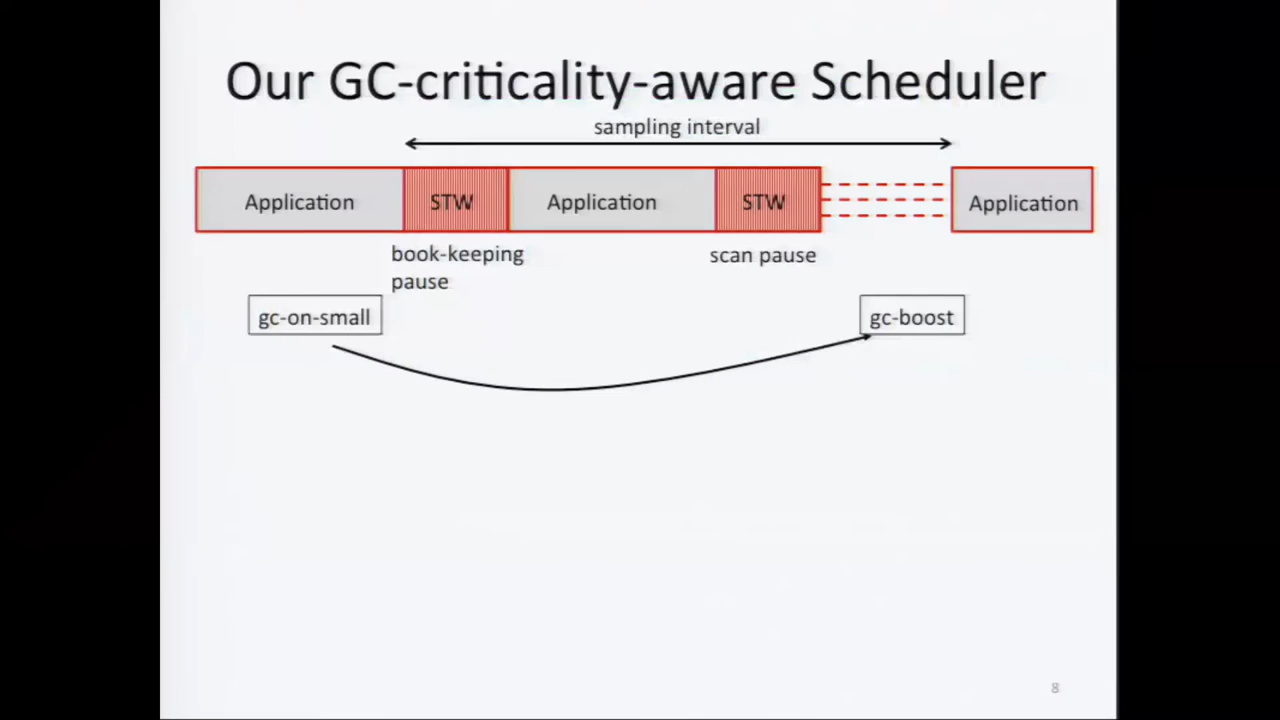 Our GC-criticality-aware Scheduler
sampling interval
Application
STW
Application
STW
Application
book-keeping
pause
scan pause
gc-on-small
gc-boost
8